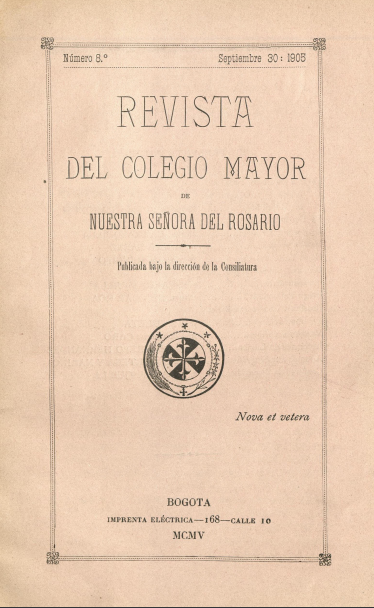 Número 8.° Septiembre 30: 1905
REVISTA
DEL COLEGIO MAYOR
DE
NUESTRA SEÑORA DEL ROSARIO
Publicada bajo la dirección de la Consiliatura
Nova et vetera
BOGOTA
IMPRENTA ELÉCTRICA—168—CALLE 10
MCMV